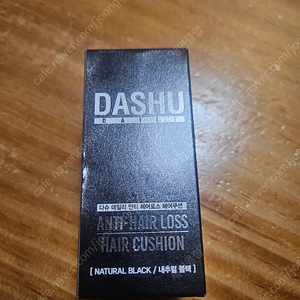 DASHU
DAILY
다슈 데일리 안티 헤어로스 헤어쿠션
ANTI-HAIR LOSS
HAIR CUSHION
[ NATURAL BLACK / 내추럴 블랙 ]